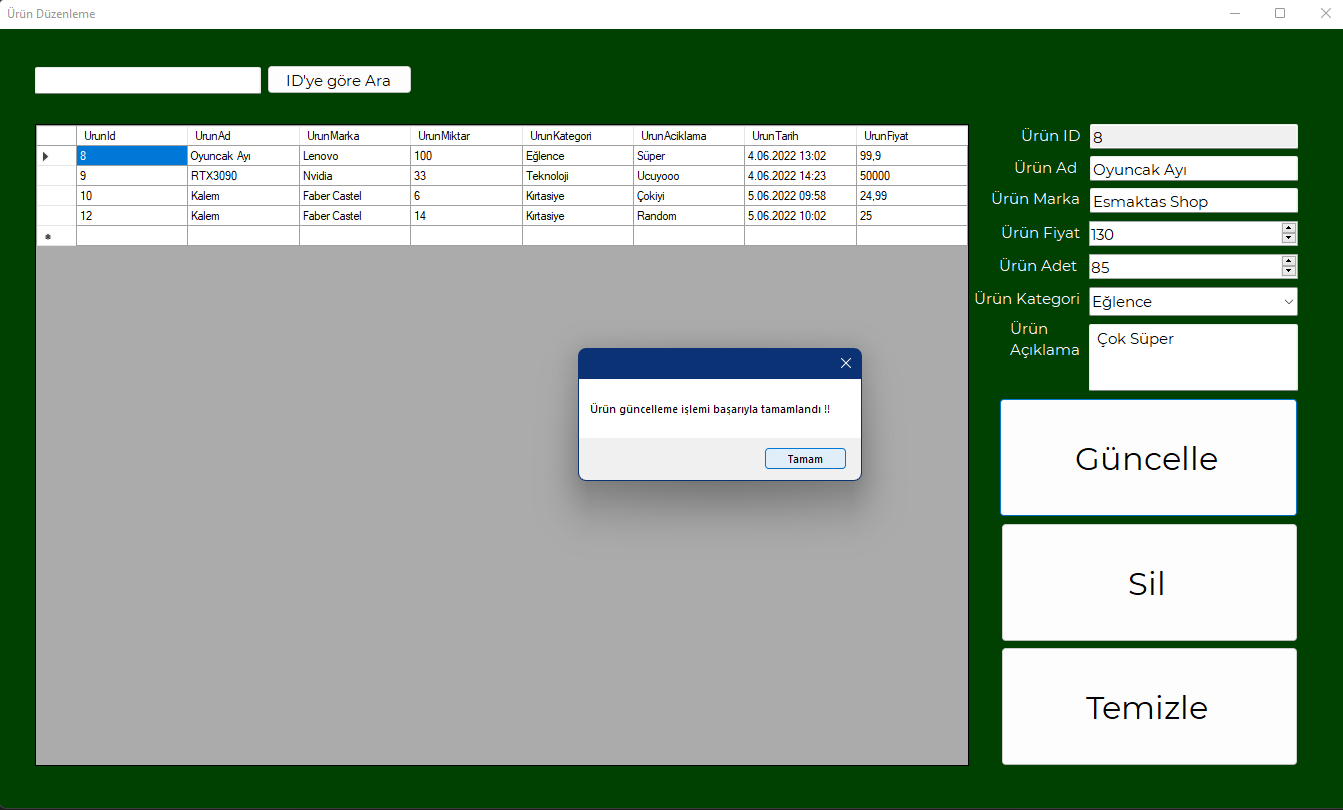 Ürün Düzenleme
ID'ye göre Ara
UrunId UrunAd UrunMarka UrunMiktar UrunKategori UrunAciklama UrunTarih UrunFiyat
8 Oyuncak Ayı Lenovo 100 Eğlence Süper 4.06.2022 13:02 99,9
9 RTX3090 Nvidia 33 Teknoloji Ucuyooo 4.06.2022 14:23 50000
10 Kalem Faber Castel 6 Kırtasiye Çokiyi 5.06.2022 09:58 24,99
12 Kalem Faber Castel 14 Kırtasiye Random 5.06.2022 10:02 25
Ürün ID 8
Ürün Ad Oyuncak Ayı
Ürün Marka Esmaktas Shop
Ürün Fiyat 130
Ürün Adet 85
Ürün Kategori Eğlence
Ürün
Açıklama
Çok Süper
Ürün güncelleme işlemi başarıyla tamamlandı !!
Tamam
Güncelle
Sil
Temizle